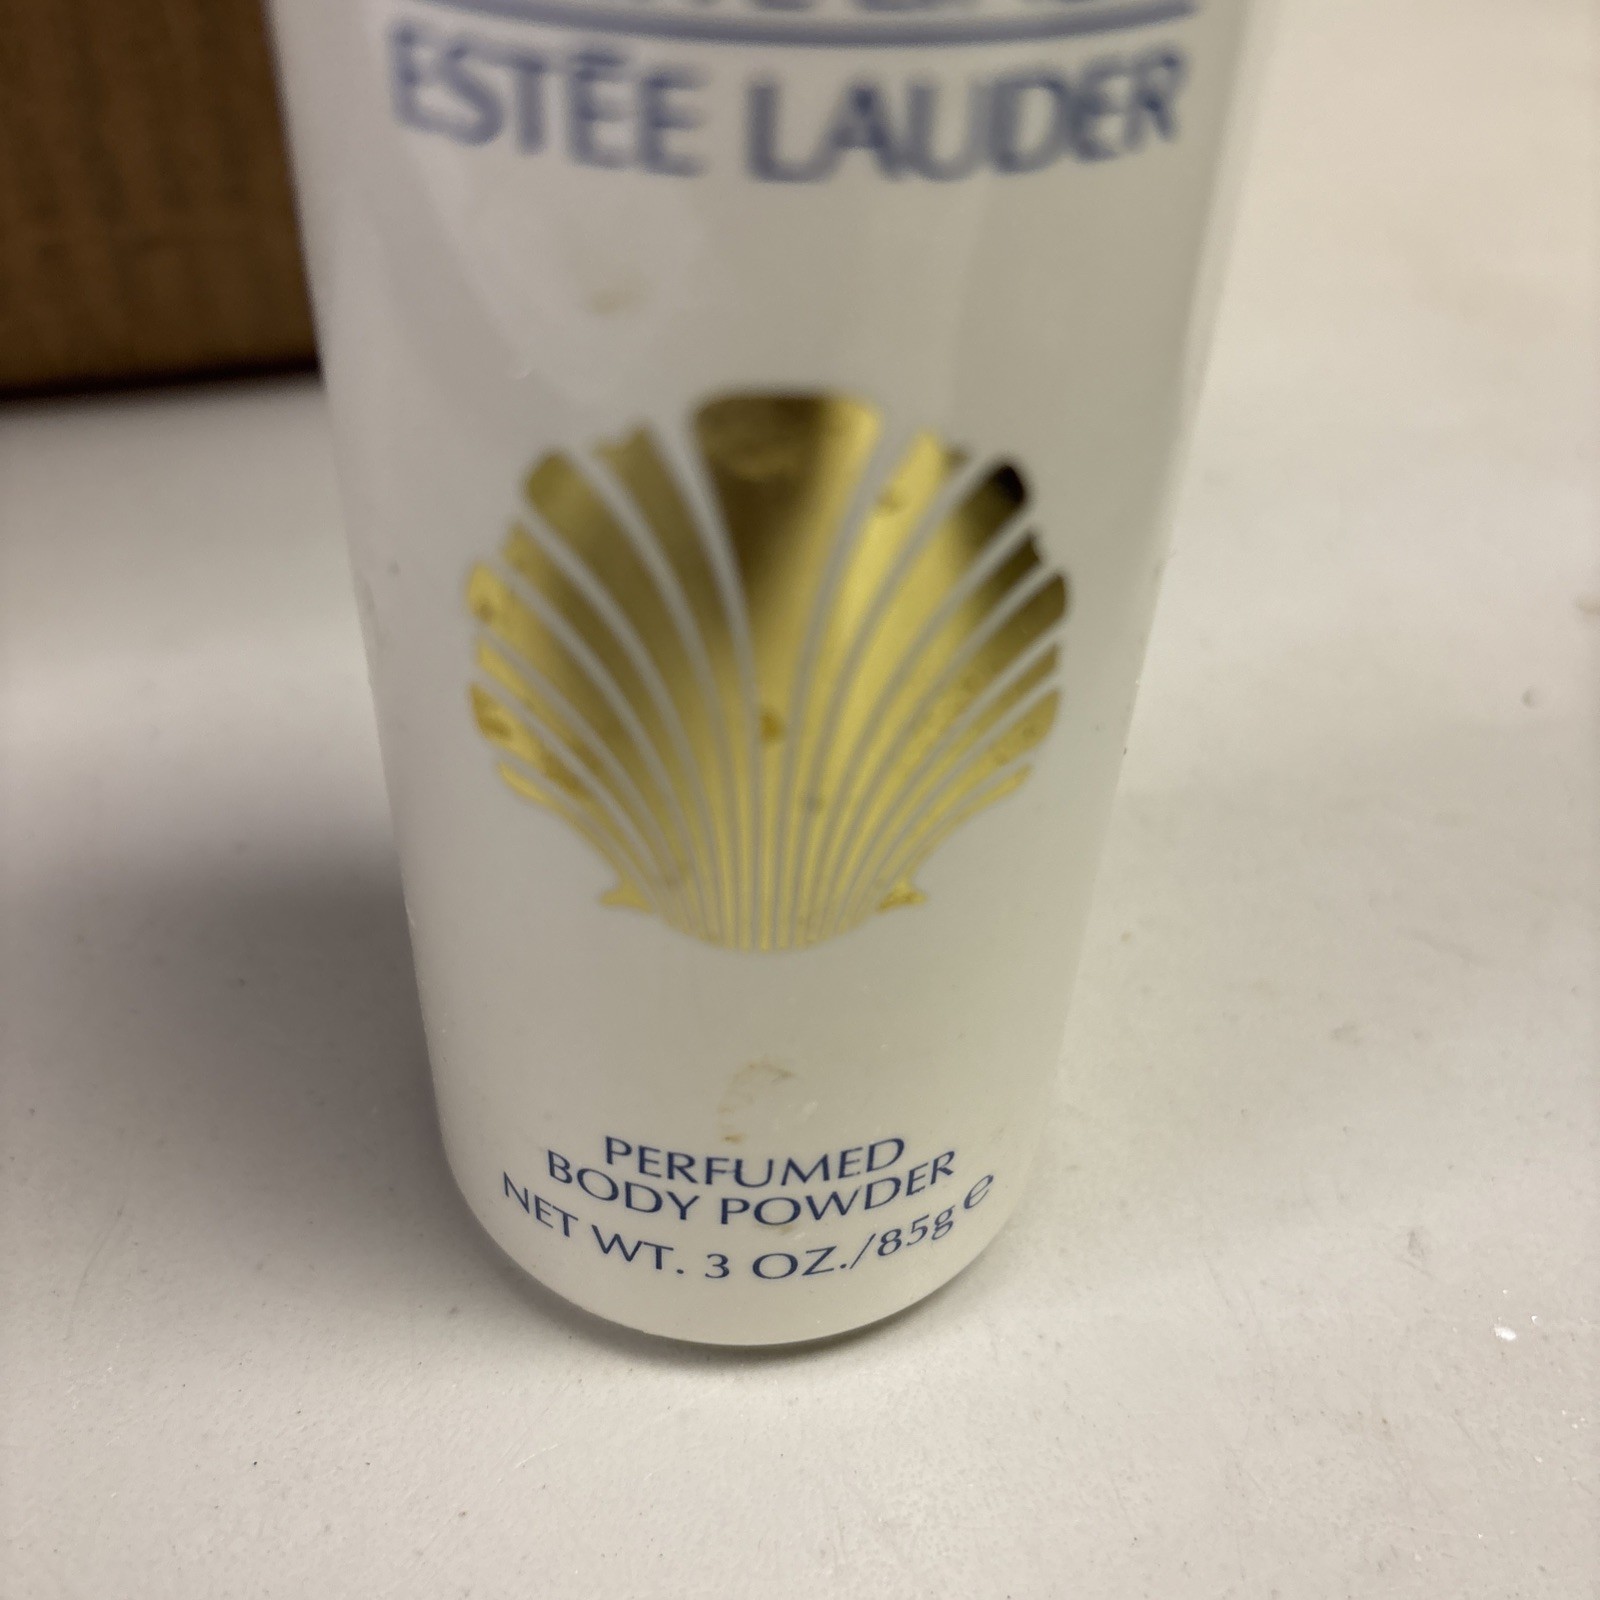 ESTĒE LAUDER
PERFUMED
BODY POWDER
NET WT. 3 OZ./85g ℮